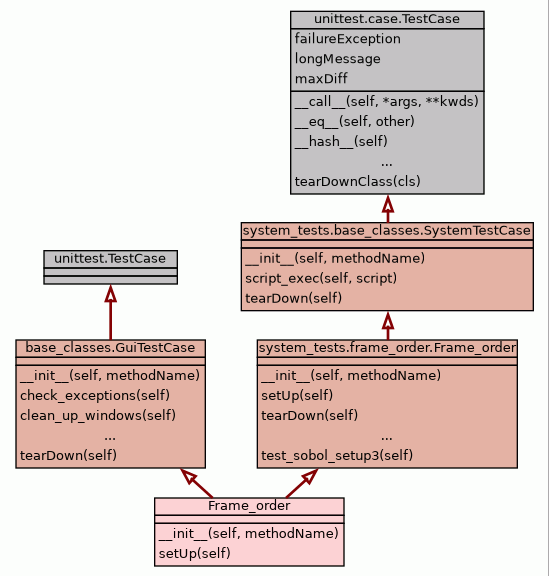 unittest.case.TestCase
failureException
longMessage
maxDiff
__call__(self, *args, **kwds)
__eq__(self, other)
__hash__(self)
...
tearDownClass(cls)
system_tests.base_classes.SystemTestCase
__init__(self, methodName)
script_exec(self, script)
tearDown(self)
unittest.TestCase
base_classes.GuiTestCase
__init__(self, methodName)
check_exceptions(self)
clean_up_windows(self)
...
tearDown(self)
system_tests.frame_order.Frame_order
__init__(self, methodName)
setUp(self)
tearDown(self)
...
test_sobol_setup3(self)
Frame_order
__init__(self, methodName)
setUp(self)